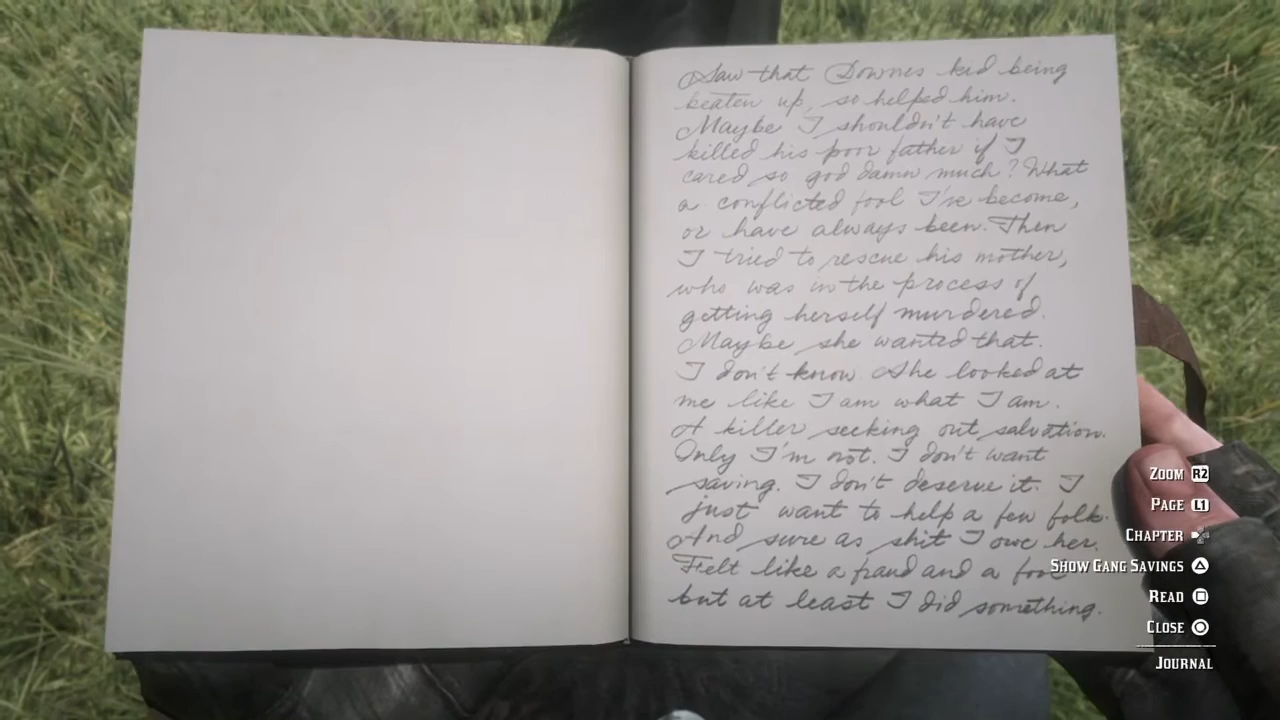 Saw that Downes kid being
beaten up, so helped him.
Maybe I shouldn't have
killed his poor father if I
cared so god damn much? What
a conflicted fool I've become,
or have always been. Then
I tried to rescue his mother,
who was in the process of
getting herself murdered.
Maybe she wanted that.
I don't know. She looked at
me like I am what I am.
A killer seeking out salvation.
Only I'm not. I don't want
saving. I don't deserve it. I
just want to help a few folk.
And sure as shit I owe her.
Felt like a fraud and a fool
but at least I did something.
ZOOM R2
PAGE L1
CHAPTER
SHOW GANG SAVINGS
READ
CLOSE
JOURNAL